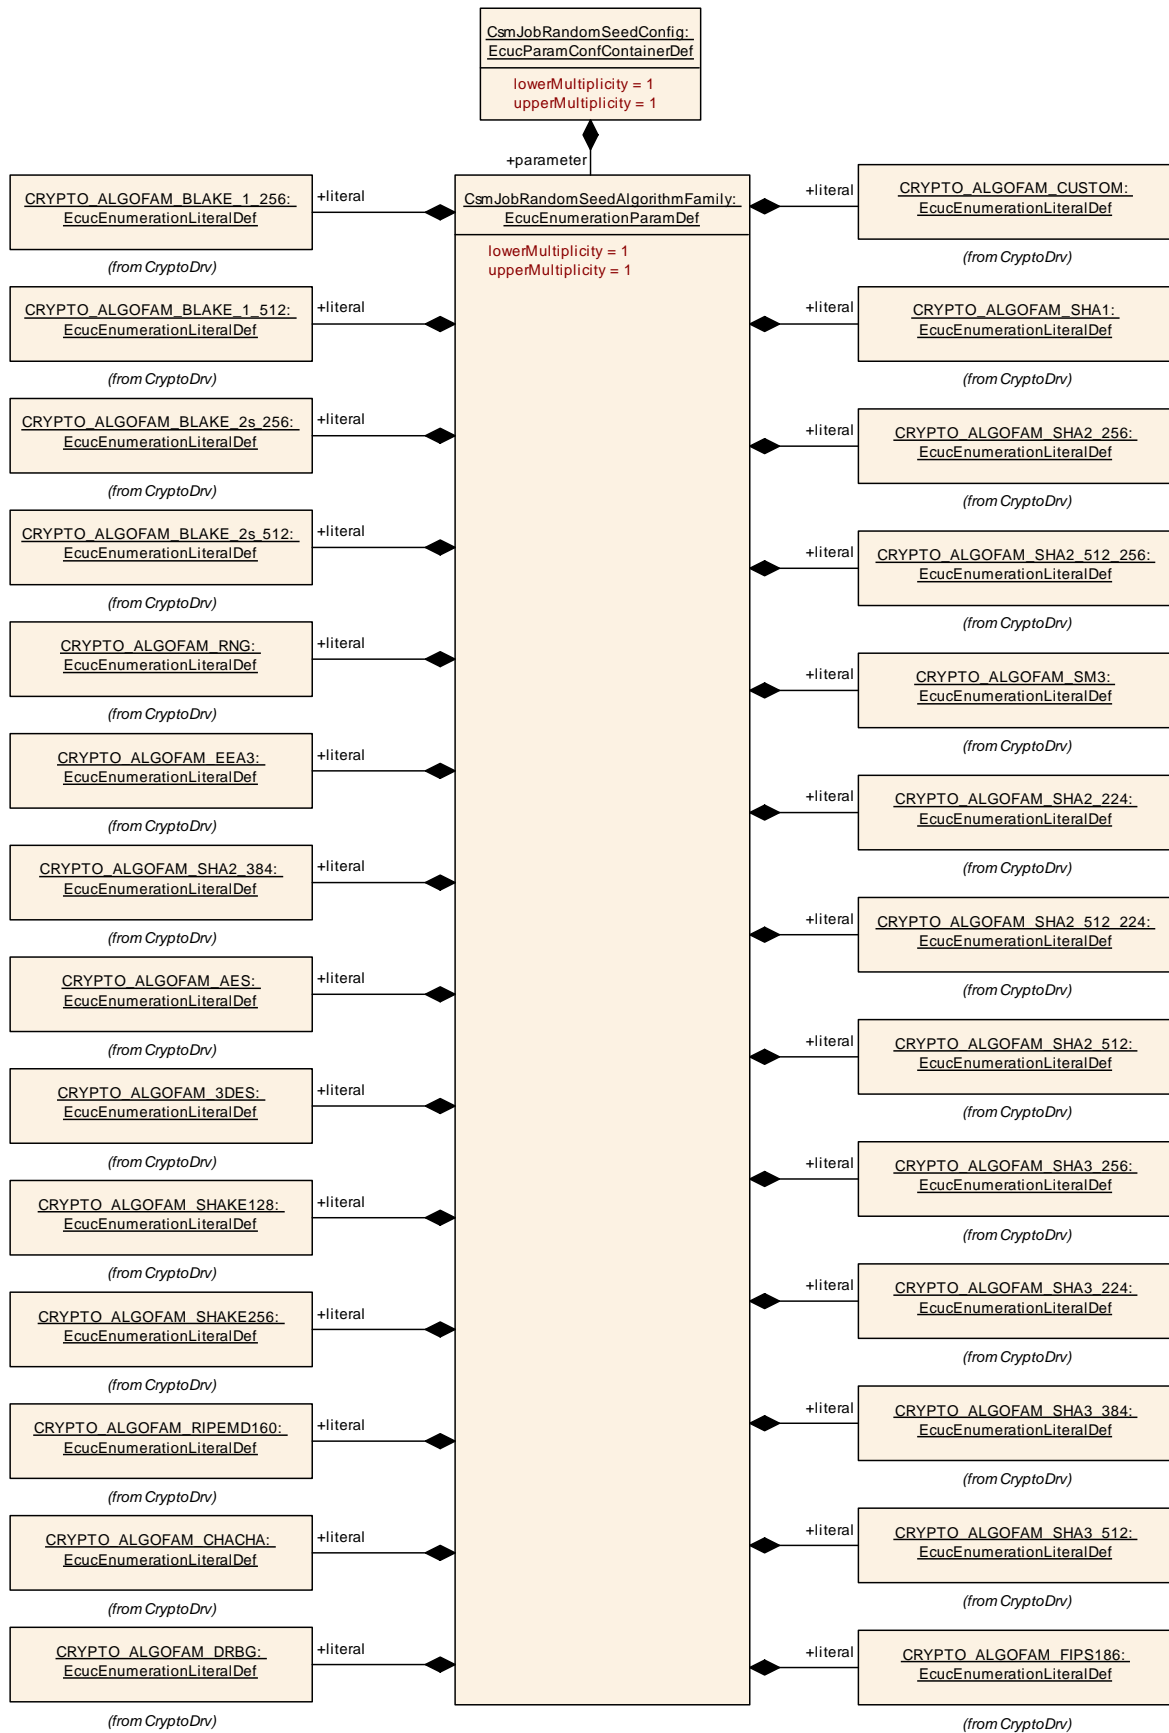 CsmJobRandomSeedConfig:
EcucParamConfContainerDef
lowerMultiplicity = 1
upperMultiplicity = 1
+parameter
CsmJobRandomSeedAlgorithmFamily:
EcucEnumerationParamDef
lowerMultiplicity = 1
upperMultiplicity = 1
CRYPTO_ALGOFAM_BLAKE_1_256:
EcucEnumerationLiteralDef
(from CryptoDrv)
+literal
CRYPTO_ALGOFAM_BLAKE_1_512:
EcucEnumerationLiteralDef
(from CryptoDrv)
+literal
CRYPTO_ALGOFAM_BLAKE_2s_256:
EcucEnumerationLiteralDef
(from CryptoDrv)
+literal
CRYPTO_ALGOFAM_BLAKE_2s_512:
EcucEnumerationLiteralDef
(from CryptoDrv)
+literal
CRYPTO_ALGOFAM_RNG:
EcucEnumerationLiteralDef
(from CryptoDrv)
+literal
CRYPTO_ALGOFAM_EEA3:
EcucEnumerationLiteralDef
(from CryptoDrv)
+literal
CRYPTO_ALGOFAM_SHA2_384:
EcucEnumerationLiteralDef
(from CryptoDrv)
+literal
CRYPTO_ALGOFAM_AES:
EcucEnumerationLiteralDef
(from CryptoDrv)
+literal
CRYPTO_ALGOFAM_3DES:
EcucEnumerationLiteralDef
(from CryptoDrv)
+literal
CRYPTO_ALGOFAM_SHAKE128:
EcucEnumerationLiteralDef
(from CryptoDrv)
+literal
CRYPTO_ALGOFAM_SHAKE256:
EcucEnumerationLiteralDef
(from CryptoDrv)
+literal
CRYPTO_ALGOFAM_RIPEMD160:
EcucEnumerationLiteralDef
(from CryptoDrv)
+literal
CRYPTO_ALGOFAM_CHACHA:
EcucEnumerationLiteralDef
(from CryptoDrv)
+literal
CRYPTO_ALGOFAM_DRBG:
EcucEnumerationLiteralDef
(from CryptoDrv)
+literal
+literal
CRYPTO_ALGOFAM_CUSTOM:
EcucEnumerationLiteralDef
(from CryptoDrv)
+literal
CRYPTO_ALGOFAM_SHA1:
EcucEnumerationLiteralDef
(from CryptoDrv)
+literal
CRYPTO_ALGOFAM_SHA2_256:
EcucEnumerationLiteralDef
(from CryptoDrv)
+literal
CRYPTO_ALGOFAM_SHA2_512_256:
EcucEnumerationLiteralDef
(from CryptoDrv)
+literal
CRYPTO_ALGOFAM_SM3:
EcucEnumerationLiteralDef
(from CryptoDrv)
+literal
CRYPTO_ALGOFAM_SHA2_224:
EcucEnumerationLiteralDef
(from CryptoDrv)
+literal
CRYPTO_ALGOFAM_SHA2_512_224:
EcucEnumerationLiteralDef
(from CryptoDrv)
+literal
CRYPTO_ALGOFAM_SHA2_512:
EcucEnumerationLiteralDef
(from CryptoDrv)
+literal
CRYPTO_ALGOFAM_SHA3_256:
EcucEnumerationLiteralDef
(from CryptoDrv)
+literal
CRYPTO_ALGOFAM_SHA3_224:
EcucEnumerationLiteralDef
(from CryptoDrv)
+literal
CRYPTO_ALGOFAM_SHA3_384:
EcucEnumerationLiteralDef
(from CryptoDrv)
+literal
CRYPTO_ALGOFAM_SHA3_512:
EcucEnumerationLiteralDef
(from CryptoDrv)
+literal
CRYPTO_ALGOFAM_FIPS186:
EcucEnumerationLiteralDef
(from CryptoDrv)